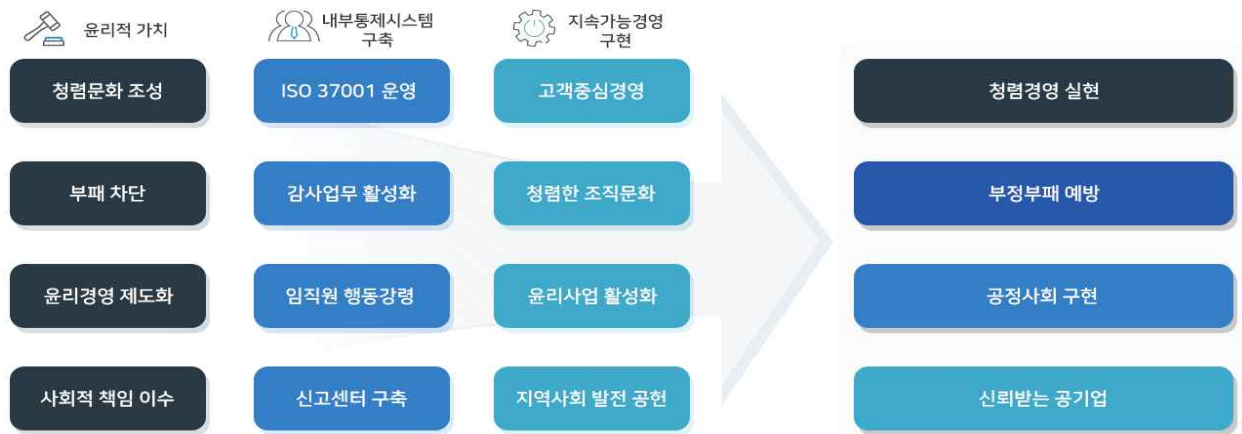 윤리적 가치
내부통제시스템
구축
지속가능경영
구현
청렴문화 조성
ISO 37001 운영
고객중심경영
청렴경영 실현
부패 차단
감사업무 활성화
청렴한 조직문화
부정부패 예방
윤리경영 제도화
임직원 행동강령
윤리사업 활성화
공정사회 구현
사회적 책임 이수
신고센터 구축
지역사회 발전 공헌
신뢰받는 공기업